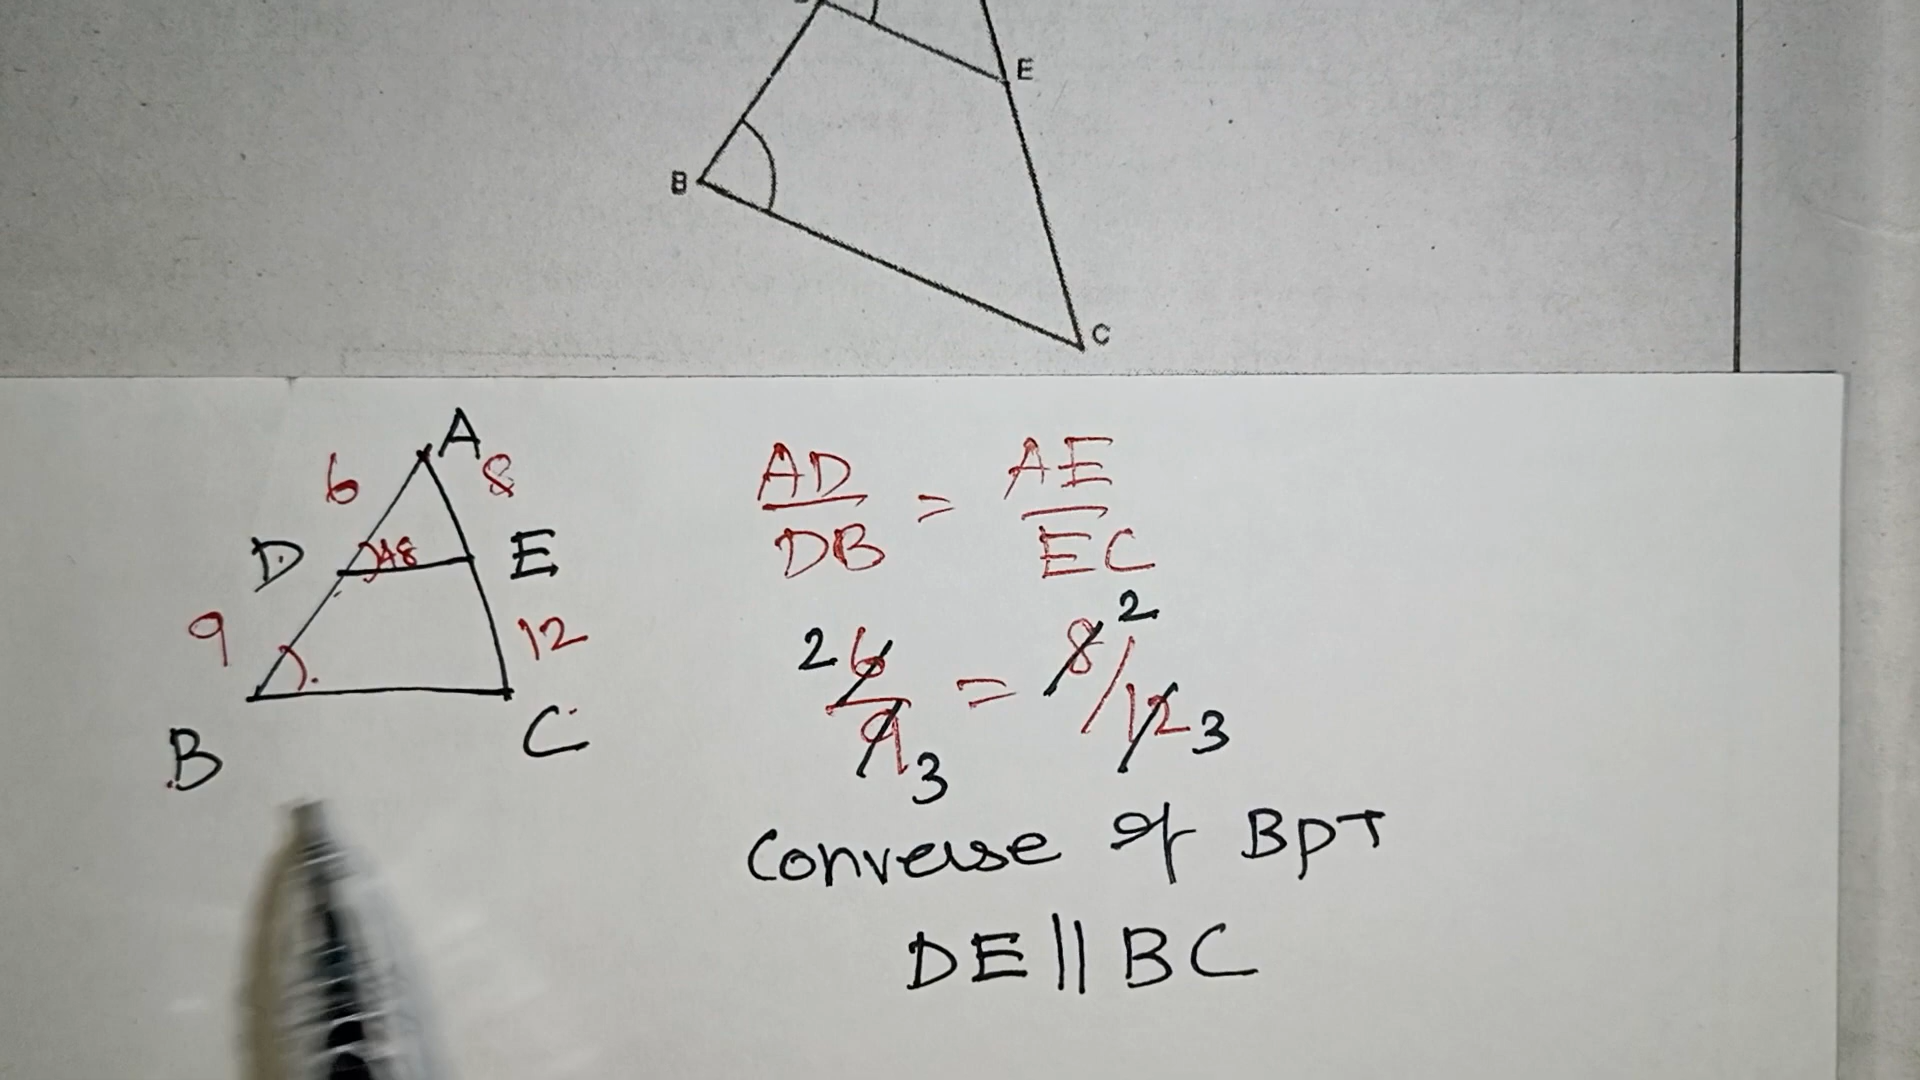 E
B
C
A
6 8
D 48 E
9 12
B C
AD/DB = AE/EC
2 6/9 3 = 8/12 2 3
Converse of BPT
DE || BC